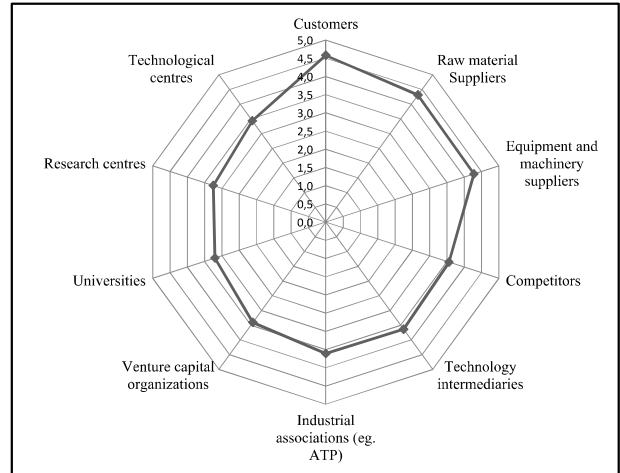 Customers
5,0
4,5
4,0
3,5
3,0
2,5
2,0
1,5
1,0
0,5
0,0
Raw material
Suppliers
Equipment and
machinery
suppliers
Competitors
Technology
intermediaries
Industrial
associations (eg.
ATP)
Venture capital
organizations
Universities
Research centres
Technological
centres